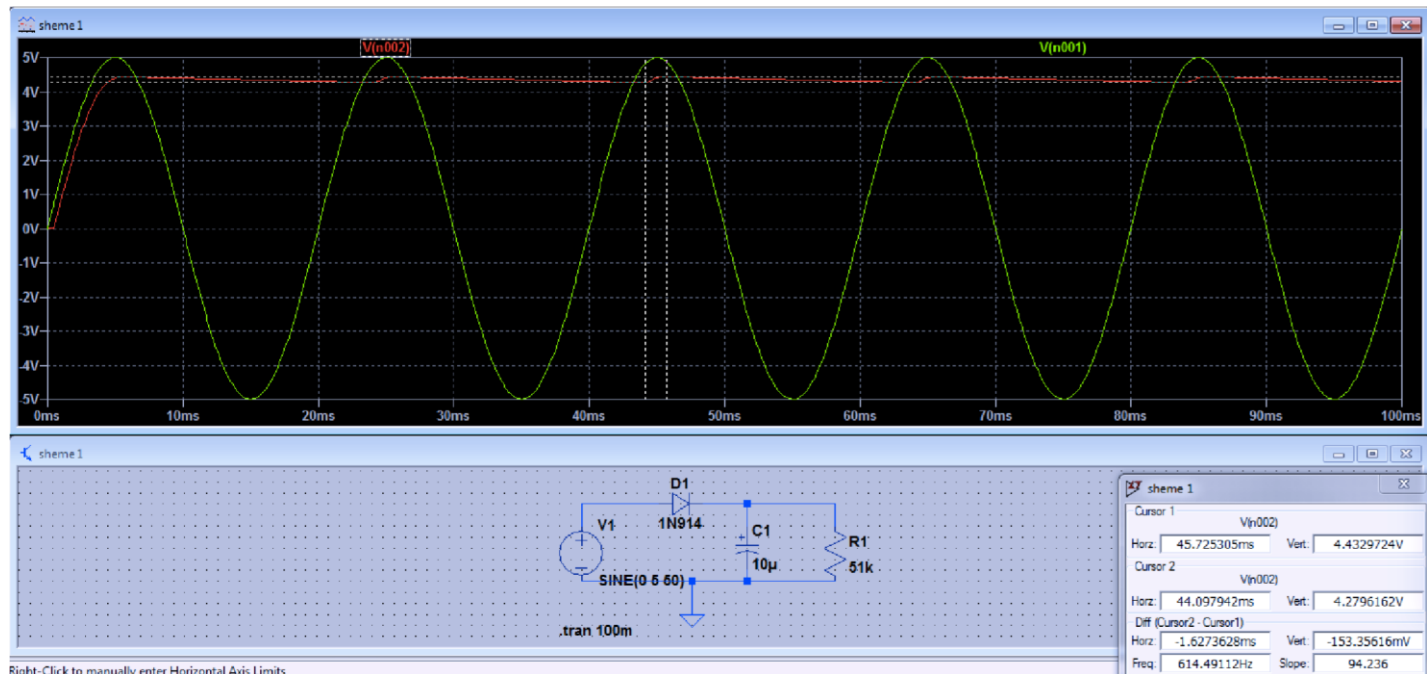 sheme 1
V(n002) V(n001)
5V
4V
3V
2V
1V
0V
-1V
-2V
-3V
-4V
-5V
0ms 10ms 20ms 30ms 40ms 50ms 60ms 70ms 80ms 90ms 100ms
sheme 1
D1
1N914
V1
C1
10µ
R1
51k
SINE(0 5 50)
.tran 100m
sheme 1
Cursor 1
V(n002)
Horz: 45.725305ms Vert: 4.4329724V
Cursor 2
V(n002)
Horz: 44.097942ms Vert: 4.2796162V
Diff (Cursor2 - Cursor1)
Horz: -1.6273628ms Vert: -153.35616mV
Freq: 614.49112Hz Slope: 94.236
Right-Click to manually enter Horizontal Axis Limits